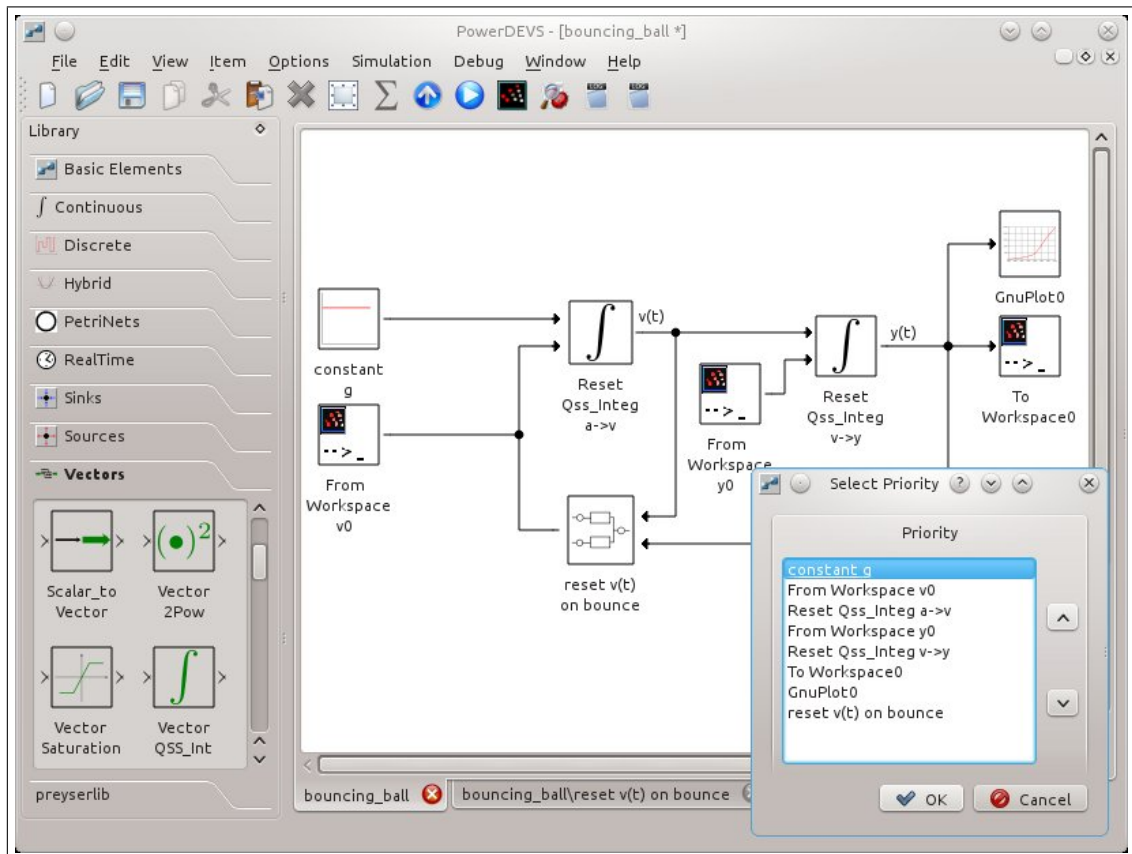 PowerDEVS - [bouncing_ball *]
File Edit View Item Options Simulation Debug Window Help
Library
Basic Elements
Continuous
Discrete
Hybrid
PetriNets
RealTime
Sinks
Sources
Vectors
Scalar_to
Vector
Vector
2Pow
Vector
Saturation
Vector
QSS_Int
preyserlib
constant
g
From
Workspace
v0
v(t)
Reset
Qss_Integ
a->v
reset v(t)
on bounce
From
Workspace
y0
y(t)
Reset
Qss_Integ
v->y
GnuPlot0
To
Workspace0
bouncing_ball
bouncing_ball\reset v(t) on bounce
Select Priority
Priority
constant g
From Workspace v0
Reset Qss_Integ a->v
From Workspace y0
Reset Qss_Integ v->y
To Workspace0
GnuPlot0
reset v(t) on bounce
OK
Cancel